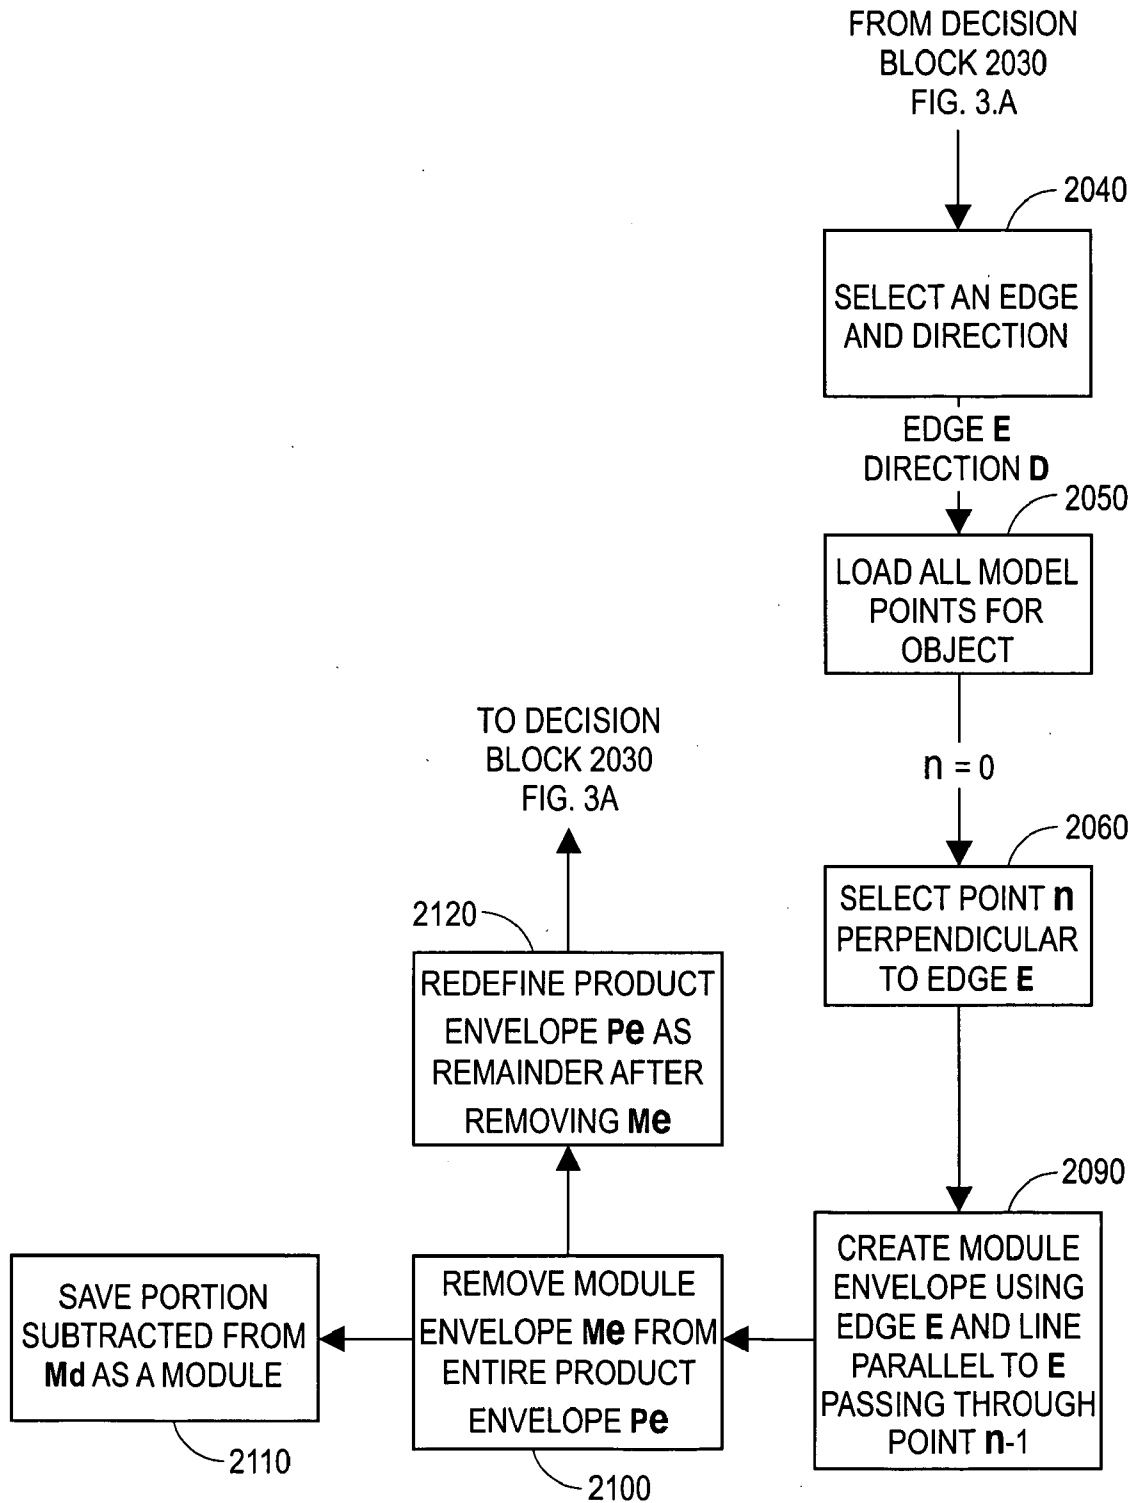 FROM DECISION
BLOCK 2030
FIG. 3.A
2040
SELECT AN EDGE
AND DIRECTION
EDGE E
DIRECTION D
2050
LOAD ALL MODEL
POINTS FOR
OBJECT
n = 0
2060
SELECT POINT n
PERPENDICULAR
TO EDGE E
2090
CREATE MODULE
ENVELOPE USING
EDGE E AND LINE
PARALLEL TO E
PASSING THROUGH
POINT n-1
REMOVE MODULE
ENVELOPE Me FROM
ENTIRE PRODUCT
ENVELOPE Pe
2100
SAVE PORTION
SUBTRACTED FROM
Md AS A MODULE
2110
2120
REDEFINE PRODUCT
ENVELOPE Pe AS
REMAINDER AFTER
REMOVING Me
TO DECISION
BLOCK 2030
FIG. 3A